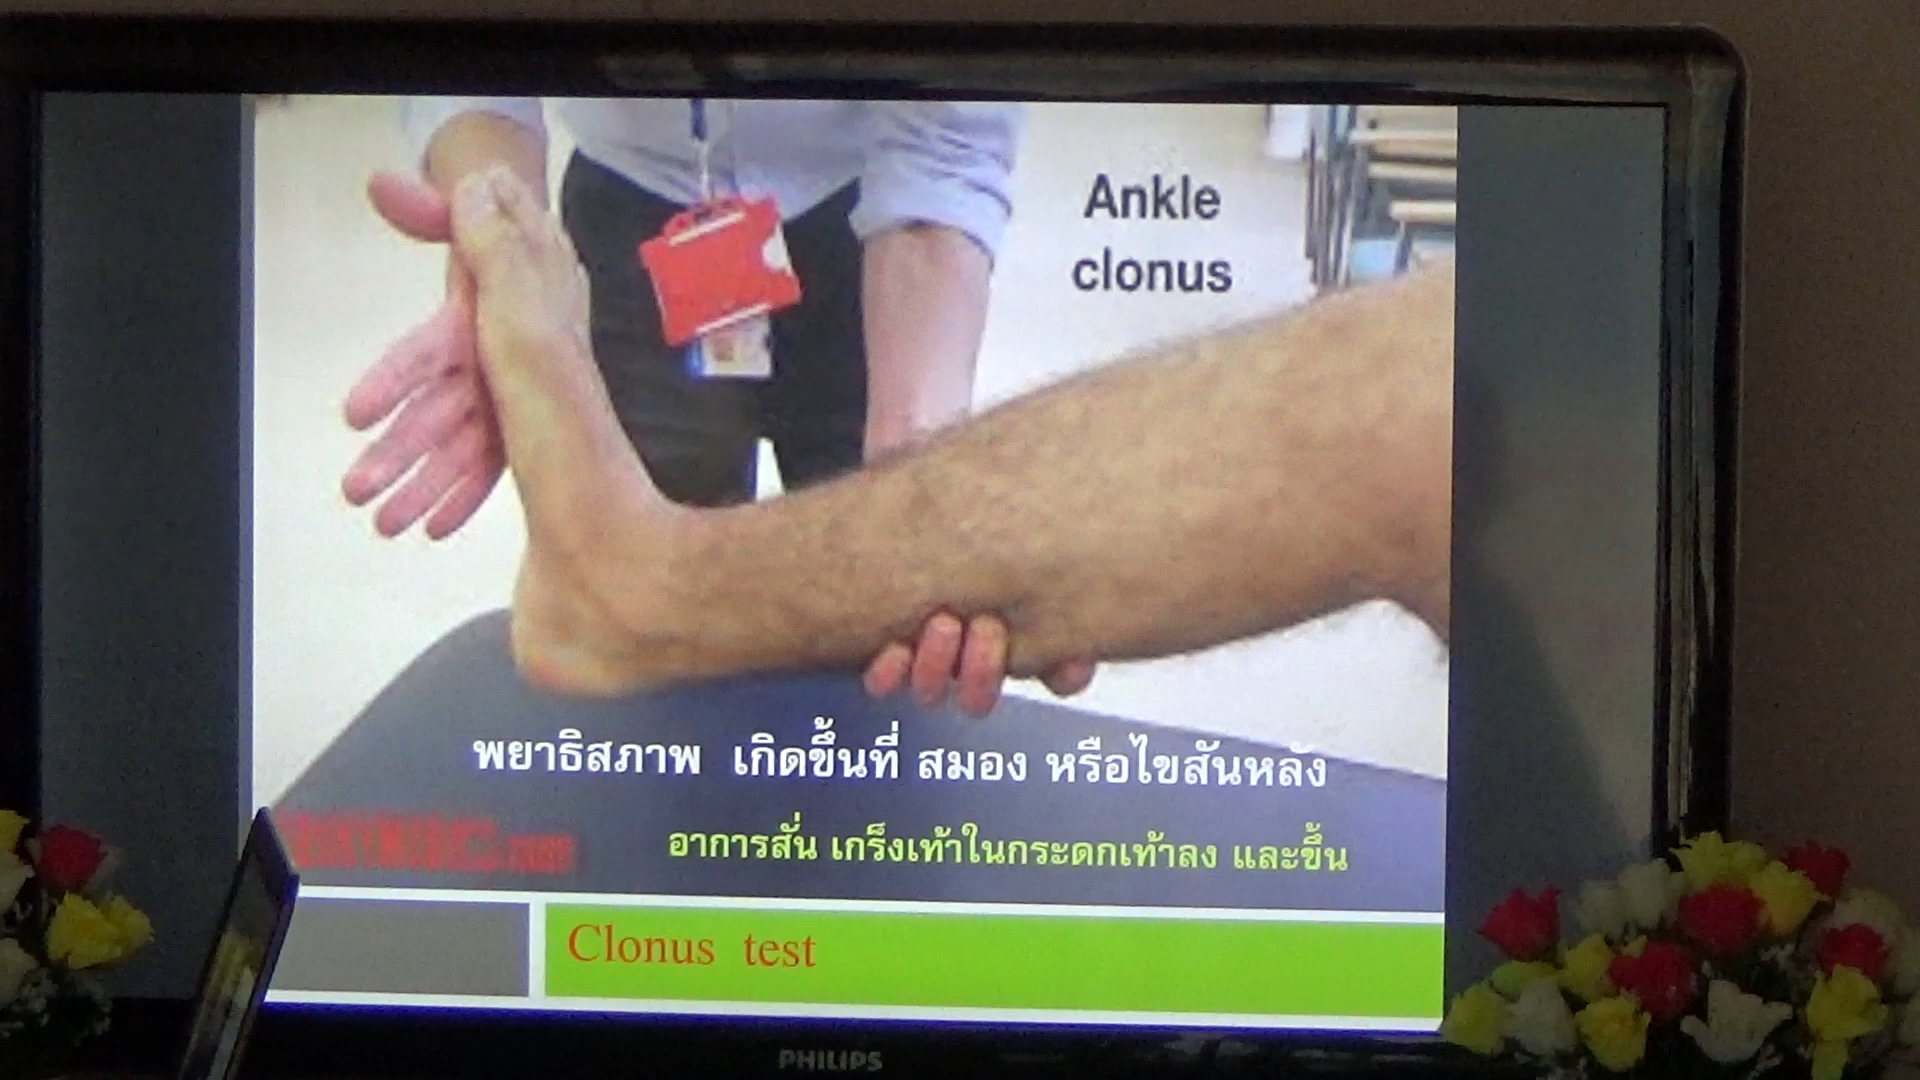 Ankle
clonus
พยาธิสภาพ เกิดขึ้นที่ สมอง หรือไขสันหลัง
อาการสั่น เกร็งเท้าในกระดกเท้าลง และขึ้น
Clonus test
PHILIPS